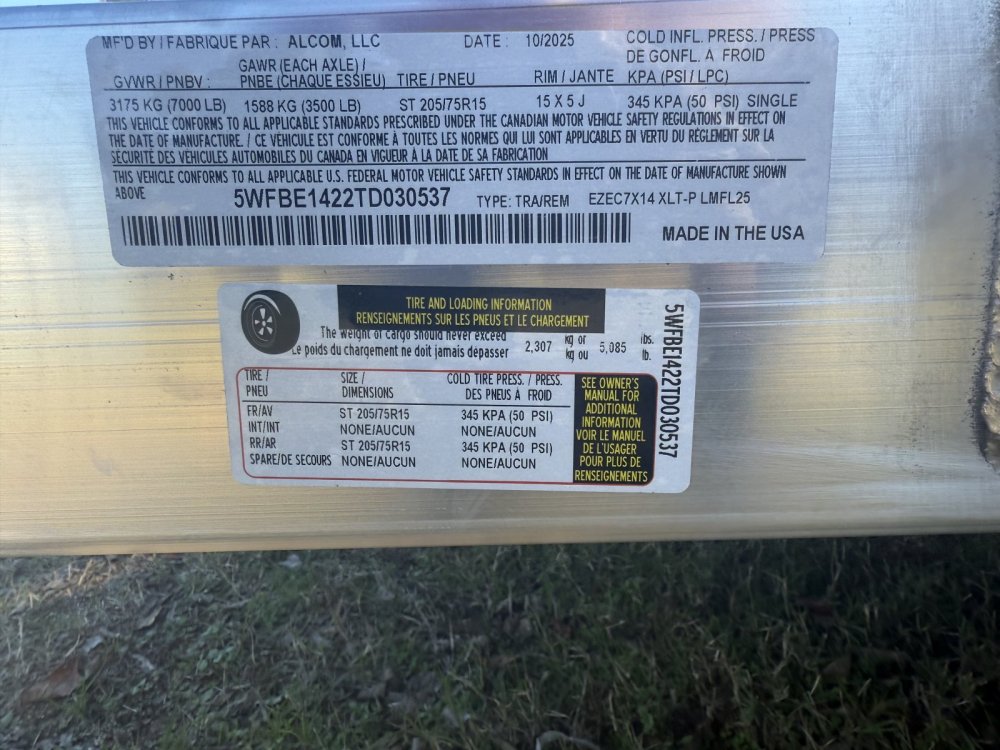 MF'D BY / FABRIQUE PAR : ALCOM, LLC DATE : 10/2025 COLD INFL. PRESS. / PRESS
DE GONFL. À FROID
GVWR / PNBV : GAWR (EACH AXLE) / PNBE (CHAQUE ESSIEU) TIRE / PNEU RIM / JANTE KPA (PSI / LPC)
3175 KG (7000 LB) 1588 KG (3500 LB) ST 205/75R15 15 X 5 J 345 KPA (50 PSI) SINGLE
THIS VEHICLE CONFORMS TO ALL APPLICABLE STANDARDS PRESCRIBED UNDER THE CANADIAN MOTOR VEHICLE SAFETY REGULATIONS IN EFFECT ON
THE DATE OF MANUFACTURE. / CE VÉHICULE EST CONFORME À TOUTES LES NORMES QUI LUI SONT APPLICABLES EN VERTU DU RÈGLEMENT SUR LA
SÉCURITÉ DES VÉHICULES AUTOMOBILES DU CANADA EN VIGUEUR À LA DATE DE SA FABRICATION
THIS VEHICLE CONFORMS TO ALL APPLICABLE U.S. FEDERAL MOTOR VEHICLE SAFETY STANDARDS IN EFFECT ON THE DATE OF MANUFACTURE SHOWN
ABOVE
5WFBE1422TD030537 TYPE: TRA/REM EZEC7X14 XLT-P LMFL25
MADE IN THE USA
TIRE AND LOADING INFORMATION
RENSEIGNEMENTS SUR LES PNEUS ET LE CHARGEMENT
The weight of cargo should never exceed kg or lbs.
Le poids du chargement ne doit jamais dépasser 2,307 kg ou 5,085 lb.
TIRE / PNEU SIZE / DIMENSIONS COLD TIRE PRESS. / PRESS. DES PNEUS À FROID
FR/AV ST 205/75R15 345 KPA (50 PSI)
INT/INT NONE/AUCUN NONE/AUCUN
RR/AR ST 205/75R15 345 KPA (50 PSI)
SPARE/DE SECOURS NONE/AUCUN NONE/AUCUN
SEE OWNER'S
MANUAL FOR
ADDITIONAL
INFORMATION
VOIR LE MANUEL
DE L'USAGER
POUR PLUS DE
RENSEIGNEMENTS
5WFBE1422TD030537